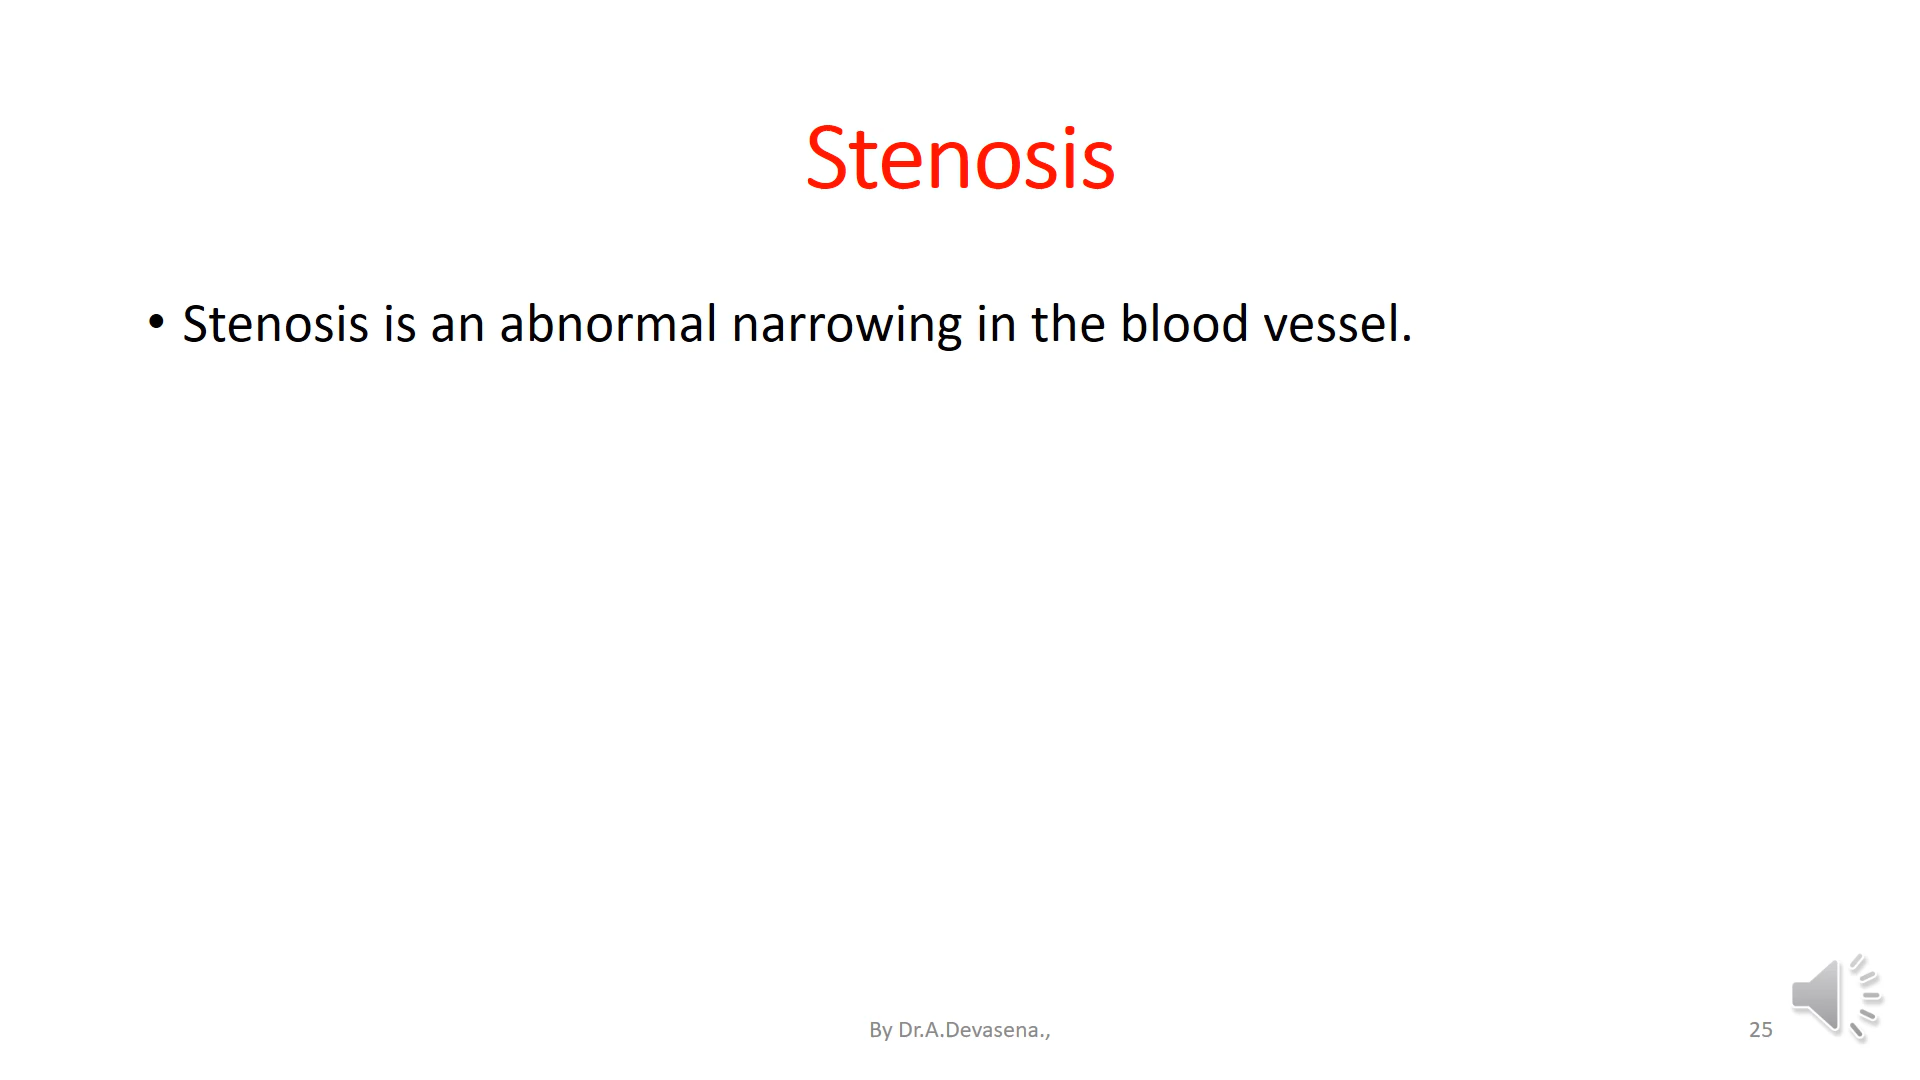 Stenosis
• Stenosis is an abnormal narrowing in the blood vessel.
By Dr.A.Devasena.,
25